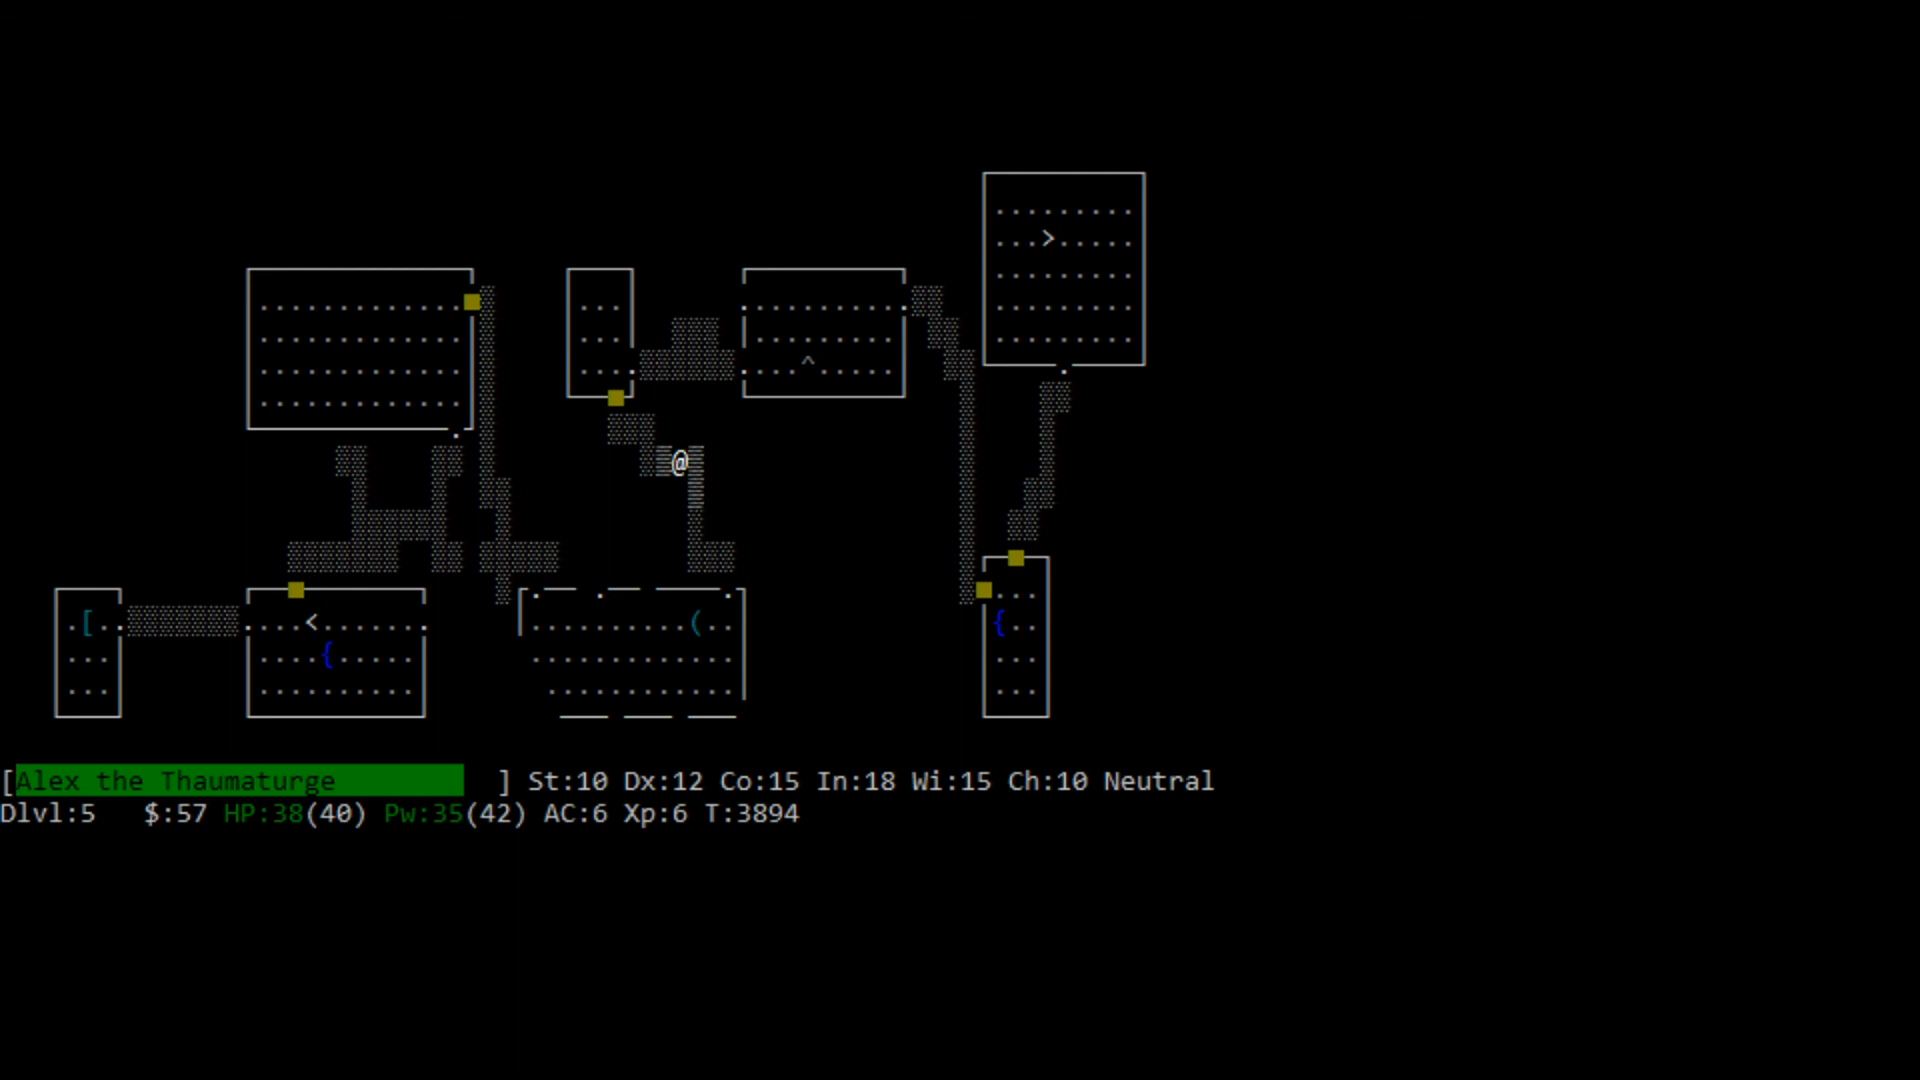 [Alex the Thaumaturge ] St:10 Dx:12 Co:15 In:18 Wi:15 Ch:10 Neutral
Dlvl:5 $:57 HP:38(40) Pw:35(42) AC:6 Xp:6 T:3894